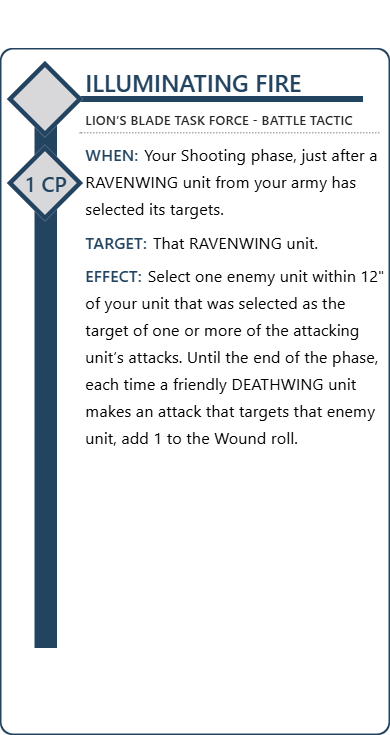 ILLUMINATING FIRE
LION’S BLADE TASK FORCE - BATTLE TACTIC
WHEN: Your Shooting phase, just after a
1 CP
RAVENWING unit from your army has
selected its targets.
TARGET: That RAVENWING unit.
EFFECT: Select one enemy unit within 12"
of your unit that was selected as the
target of one or more of the attacking
unit’s attacks. Until the end of the phase,
each time a friendly DEATHWING unit
makes an attack that targets that enemy
unit, add 1 to the Wound roll.